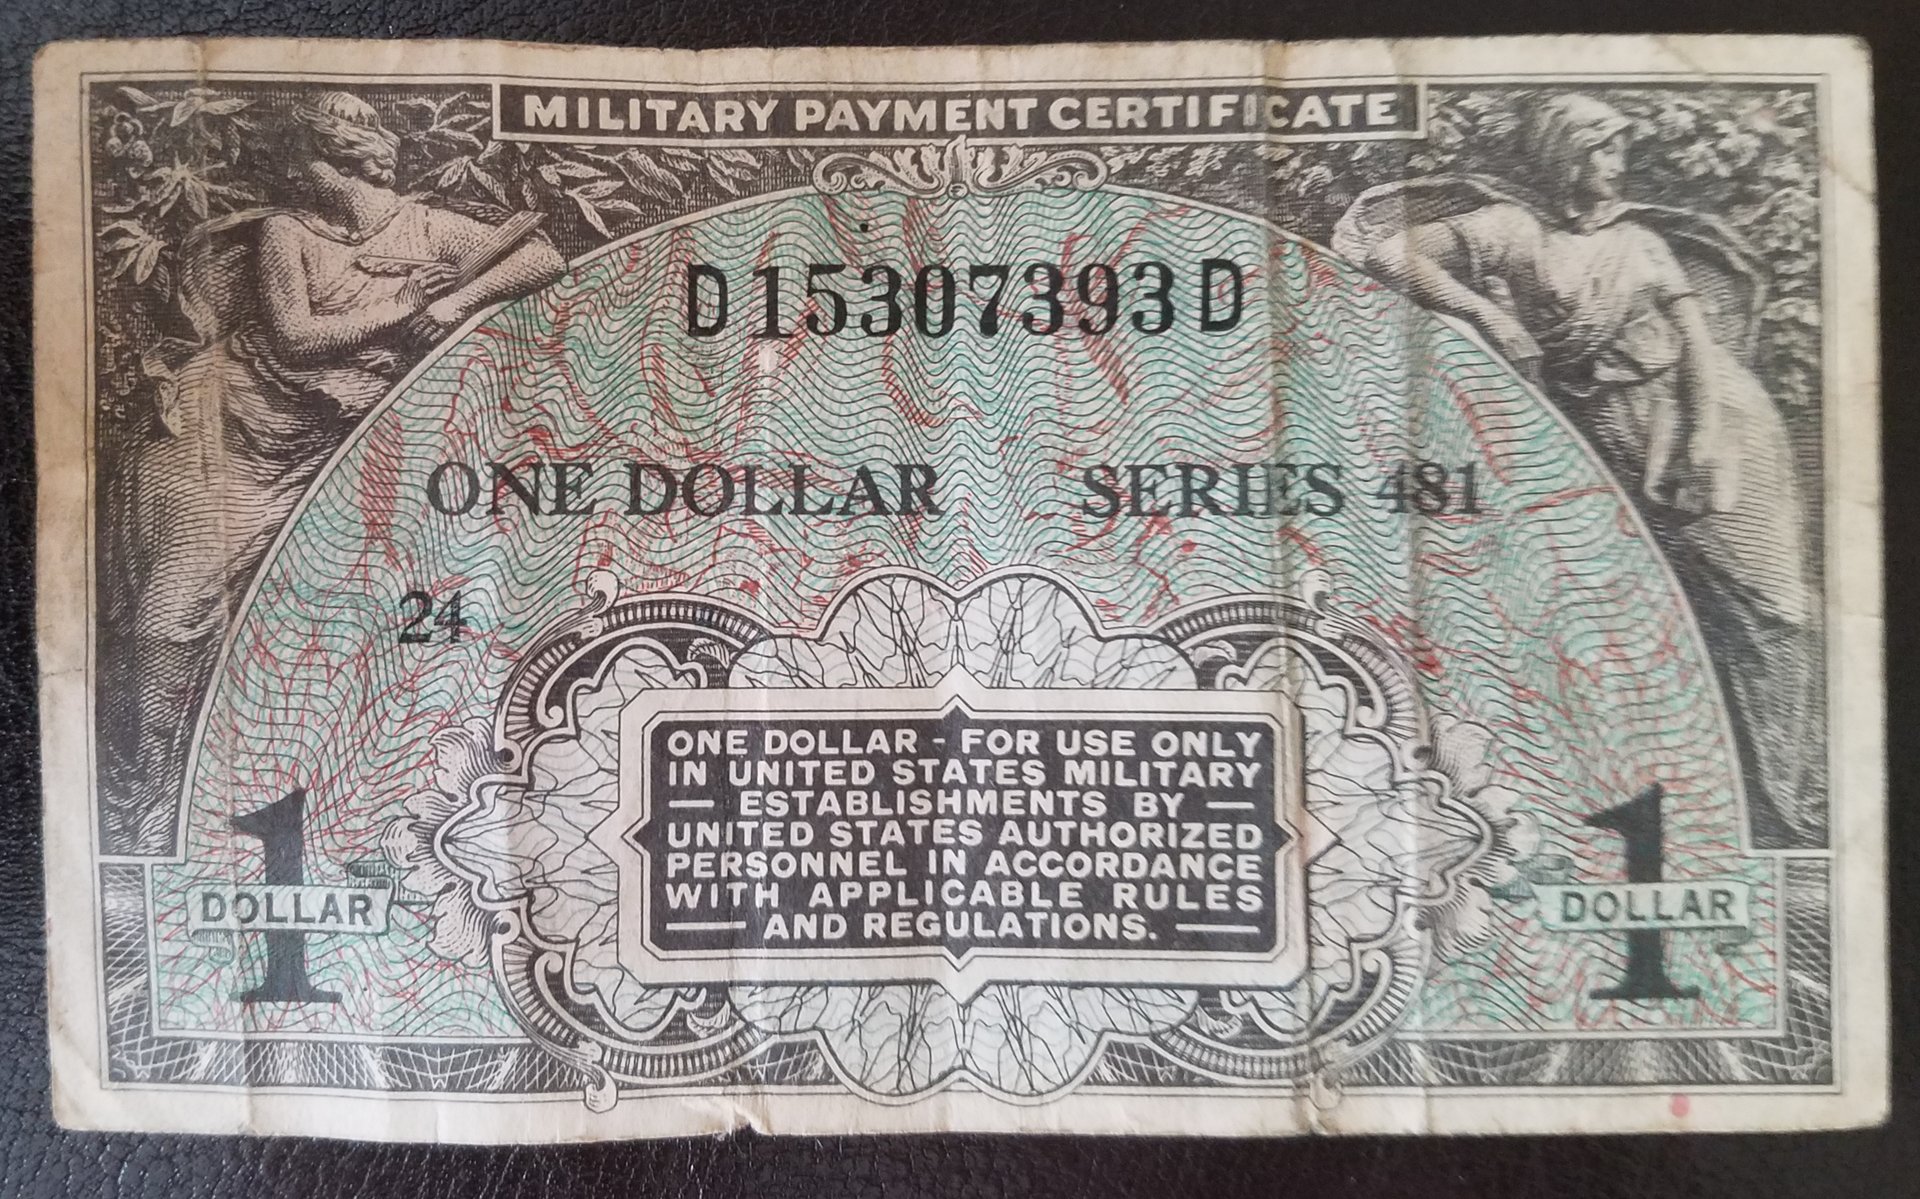 MILITARY PAYMENT CERTIFICATE
D15307393D
ONE DOLLAR SERIES 481
24
ONE DOLLAR - FOR USE ONLY
IN UNITED STATES MILITARY
— ESTABLISHMENTS BY —
UNITED STATES AUTHORIZED
PERSONNEL IN ACCORDANCE
WITH APPLICABLE RULES
— AND REGULATIONS. —
1 DOLLAR
1 DOLLAR